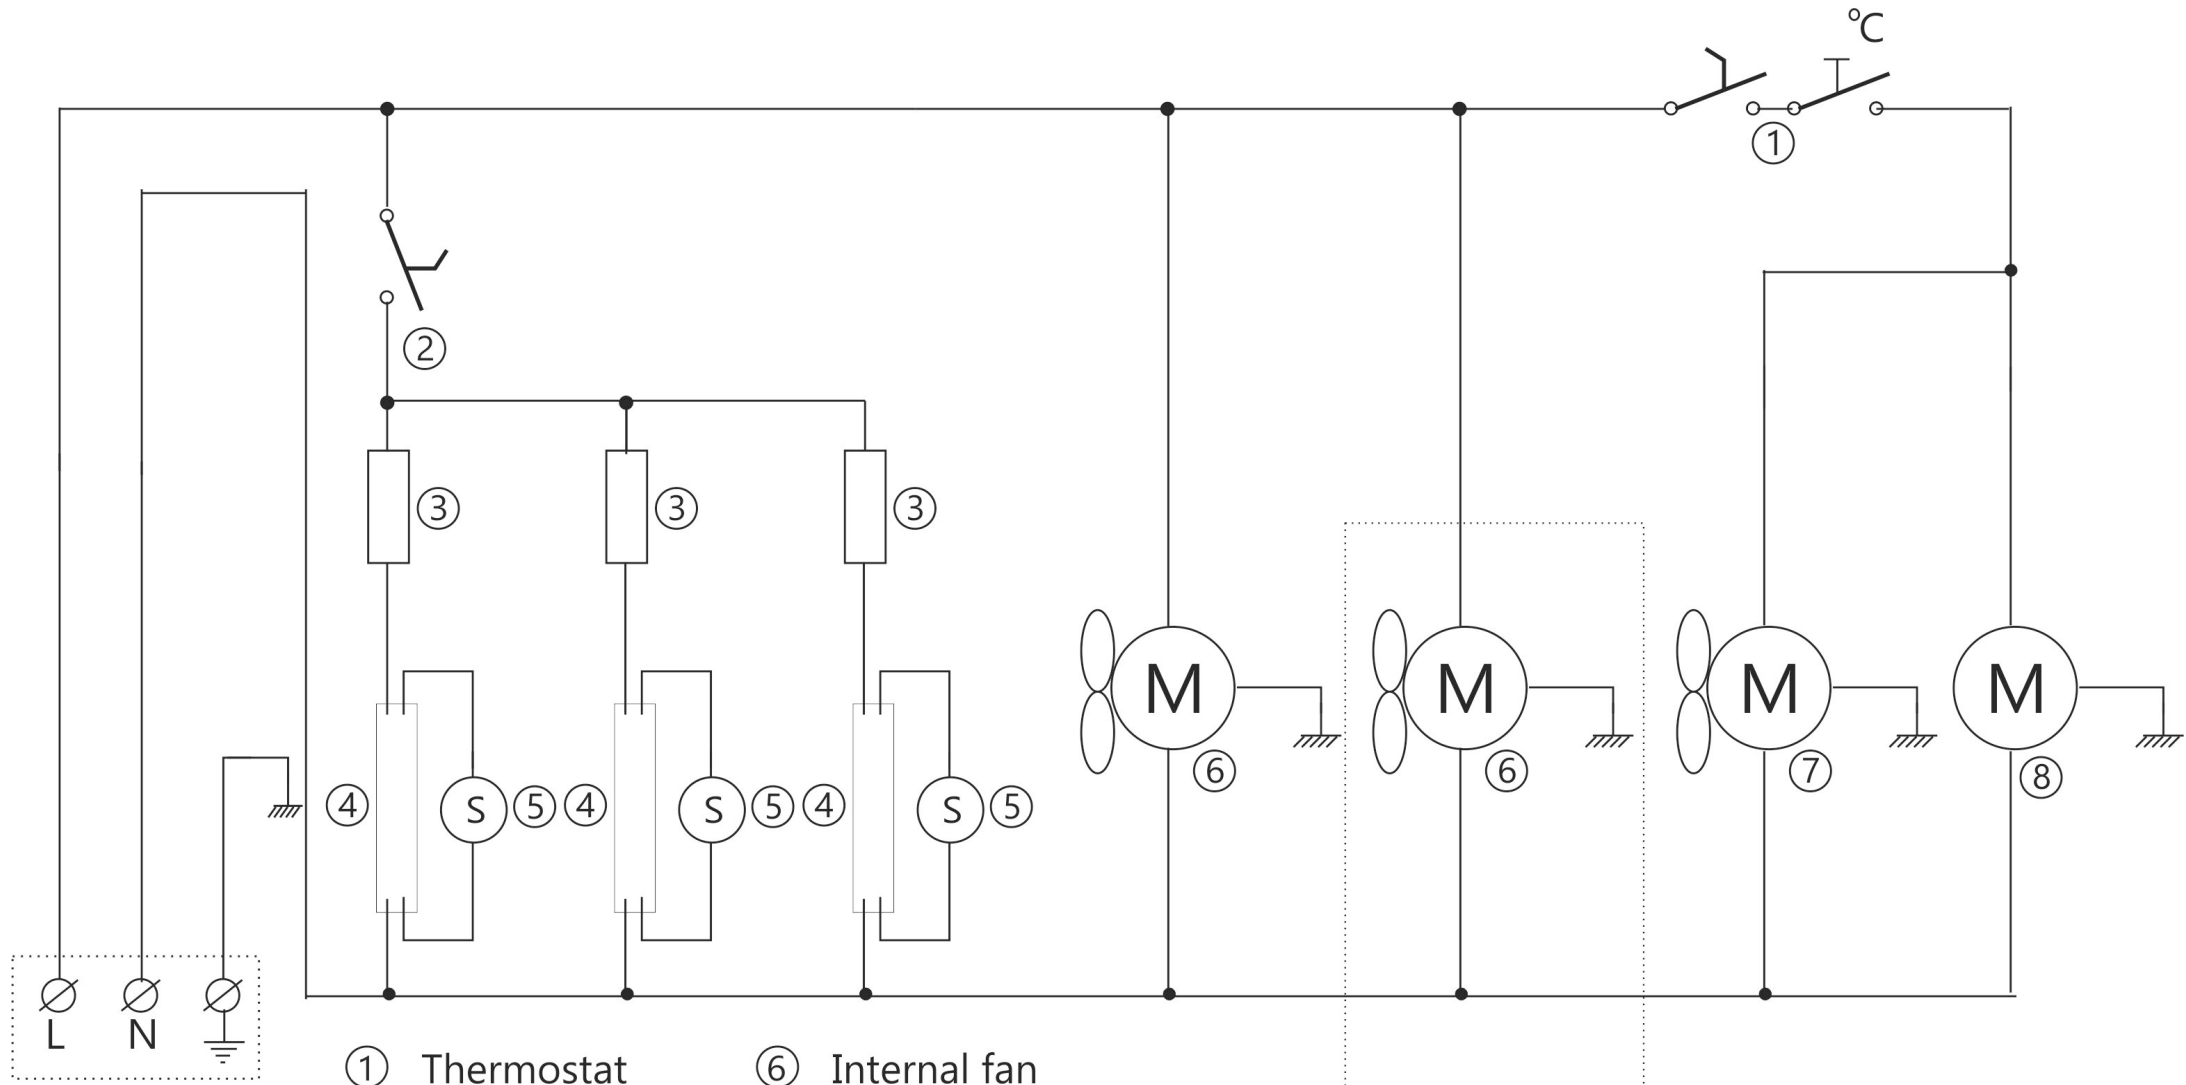 °C
①
②
③ ③ ③
M M M M
⑥ ⑥ ⑦ ⑧
④ S ⑤ ④ S ⑤ ④ S ⑤
L N
① Thermostat ⑥ Internal fan